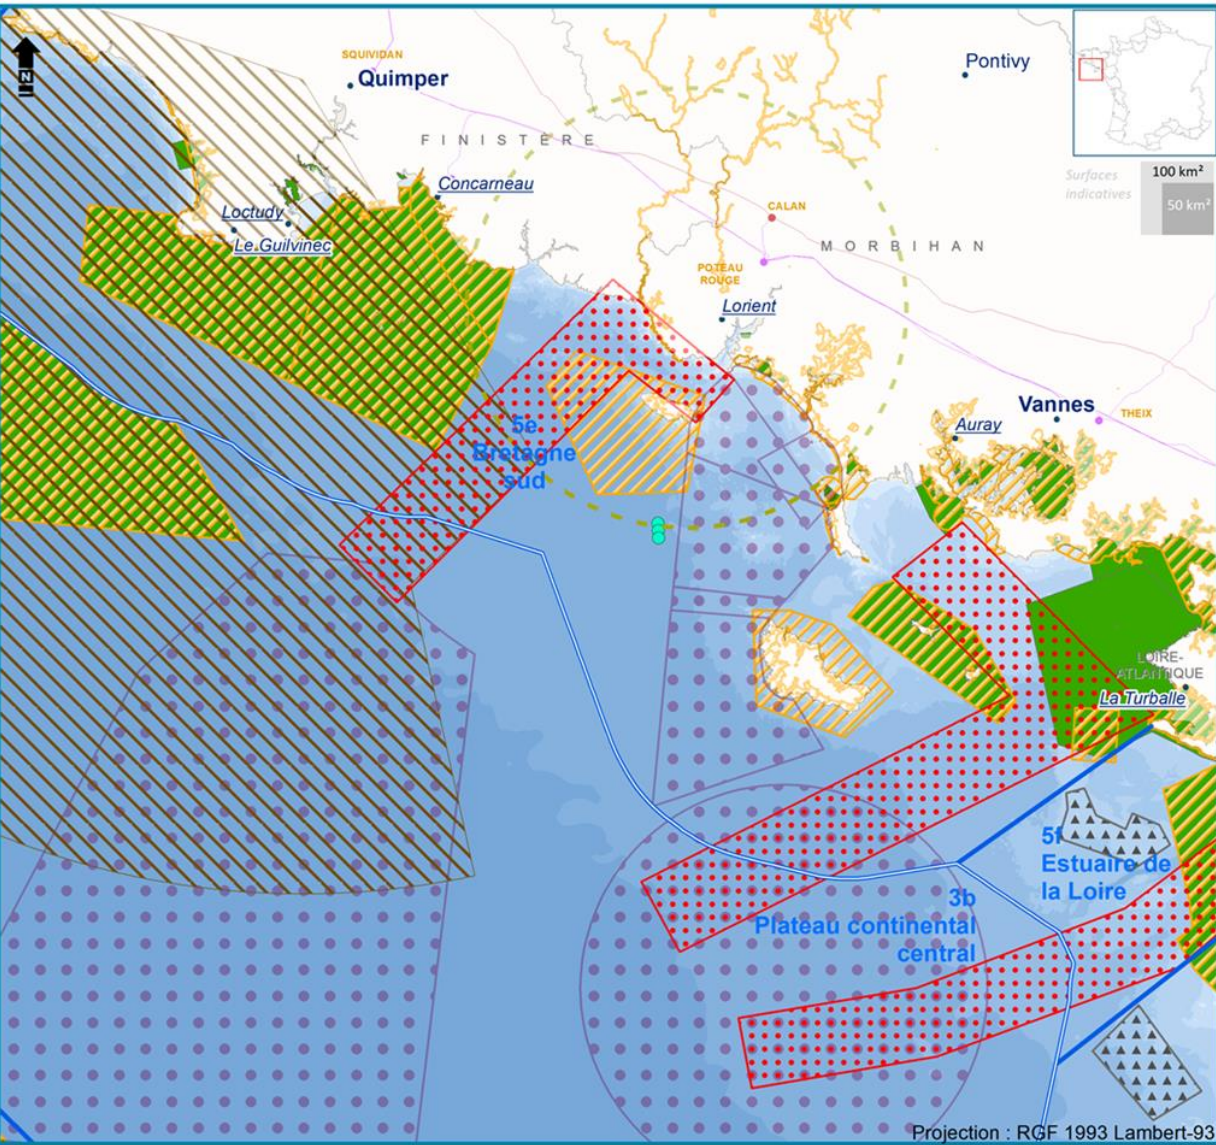 N
SQUIVIDAN
Quimper
Pontivy
FINISTÈRE
Surfaces
indicatives
100 km²
50 km²
Concarneau
Loctudy
Le Guilvinec
CALAN
MORBIHAN
POTEAU
ROUGE
Lorient
Vannes
THEIX
Auray
5e
Bretagne
sud
LOIRE-
ATLANTIQUE
La Turballe
5f
Estuaire de
la Loire
3b
Plateau continental
central
Projection : RGF 1993 Lambert-93